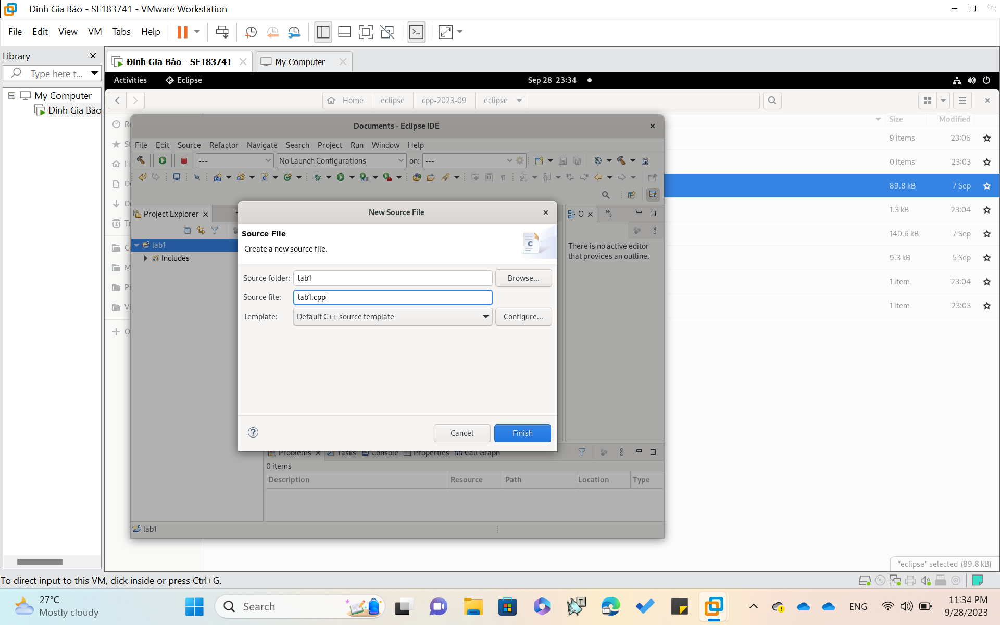 Đinh Gia Bảo - SE183741 - VMware Workstation
File Edit View VM Tabs Help
Library
Type here t...
My Computer
Đinh Gia Bảo
Đinh Gia Bảo - SE183741
My Computer
Activities Eclipse Sep 28 23:34
Home eclipse cpp-2023-09 eclipse
Size Modified
9 items 23:06
0 items 23:03
89.8 kB 7 Sep
1.3 kB 23:04
140.6 kB 7 Sep
9.3 kB 5 Sep
1 item 23:04
1 item 23:03
Documents - Eclipse IDE
File Edit Source Refactor Navigate Search Project Run Window Help
--- No Launch Configurations on: ---
Project Explorer
lab1
Includes
O
There is no active editor
that provides an outline.
New Source File
Source File
Create a new source file.
Source folder: lab1 Browse...
Source file: lab1.cpp
Template: Default C++ source template Configure...
Cancel Finish
Problems Tasks Console Properties Call Graph
0 items
Description Resource Path Location Type
lab1
"eclipse" selected (89.8 kB)
To direct input to this VM, click inside or press Ctrl+G.
27°C
Mostly cloudy
Search
ENG
11:34 PM
9/28/2023